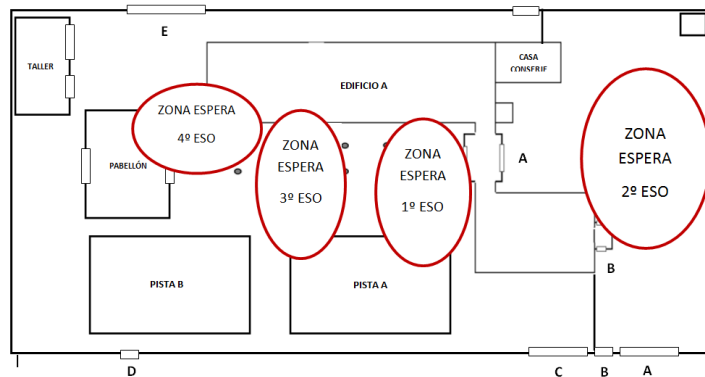 E
TALLER
CASA
CONSERJE
EDIFICIO A
ZONA ESPERA
4º ESO
ZONA
ESPERA
3º ESO
ZONA
ESPERA
1º ESO
A
ZONA
ESPERA
2º ESO
PABELLÓN
B
PISTA B
PISTA A
D
C
B
A